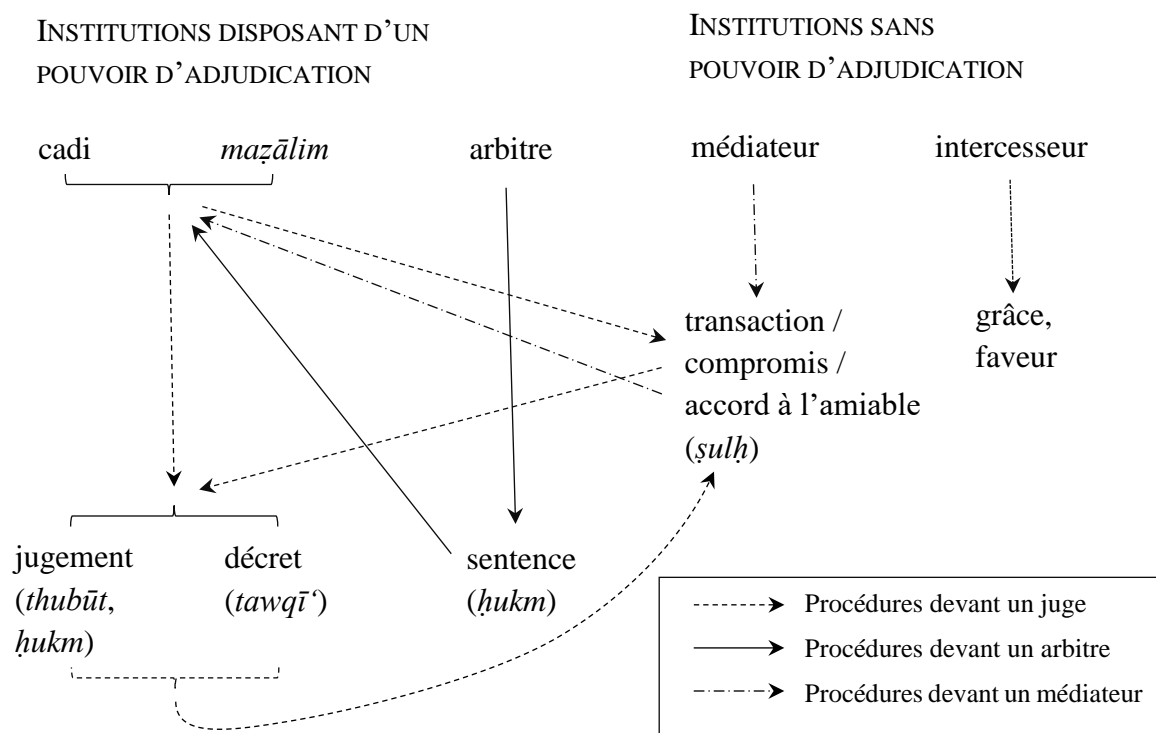 INSTITUTIONS DISPOSANT D’UN
POUVOIR D’ADJUDICATION
INSTITUTIONS SANS
POUVOIR D’ADJUDICATION
cadi
maẓālim
arbitre
médiateur
intercesseur
transaction /
compromis /
accord à l’amiable
(ṣulḥ)
grâce,
faveur
jugement
(thubūt,
ḥukm)
décret
(tawqī‘)
sentence
(ḥukm)
Procédures devant un juge
Procédures devant un arbitre
Procédures devant un médiateur